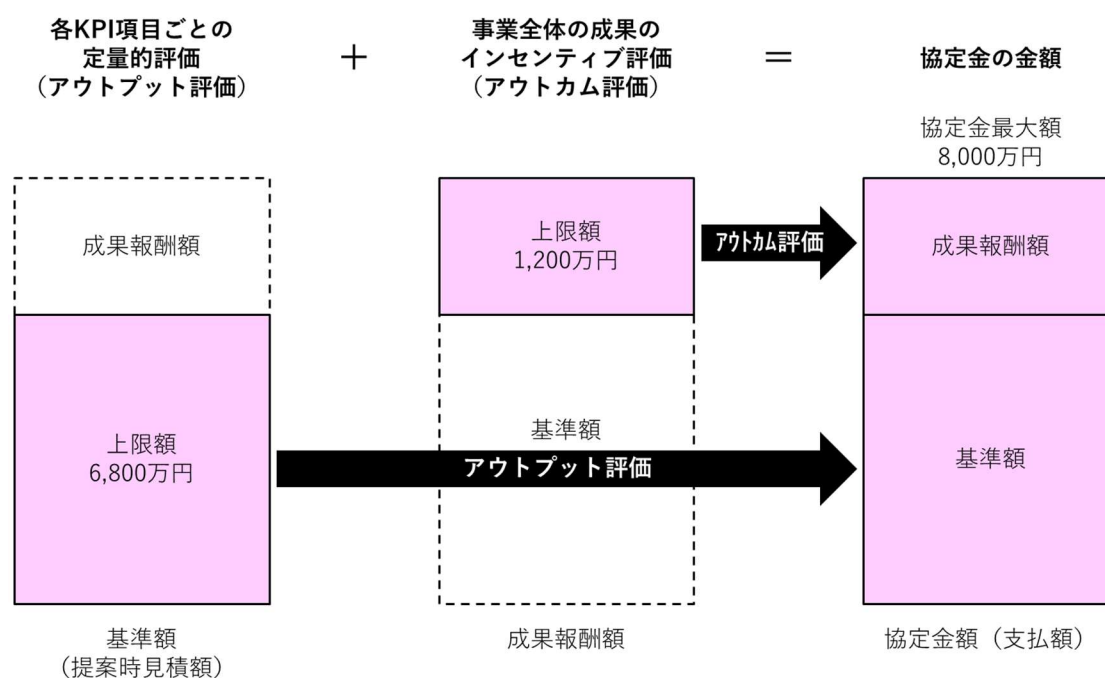 各KPI項目ごとの
定量的評価
(アウトプット評価)
+
事業全体の成果の
インセンティブ評価
(アウトカム評価)
=
協定金の金額
協定金最大額
8,000万円
成果報酬額
上限額
1,200万円
アウトカム評価
成果報酬額
上限額
6,800万円
基準額
アウトプット評価
基準額
基準額
(提案時見積額)
成果報酬額
協定金額(支払額)